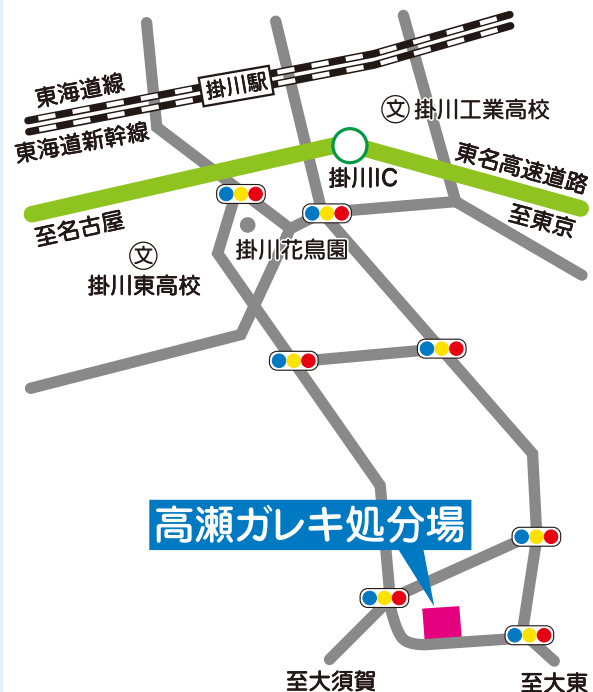 東海道線
掛川駅
東海道新幹線
文 掛川工業高校
掛川IC
東名高速道路
至名古屋
至東京
文
掛川東高校
掛川花鳥園
高瀬ガレキ処分場
至大須賀
至大東